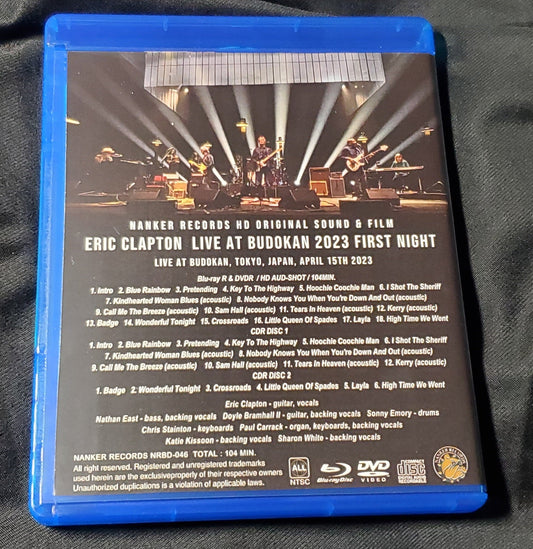 NANKER RECORDS HD ORIGINAL SOUND & FILM
ERIC CLAPTON LIVE AT BUDOKAN 2023 FIRST NIGHT
LIVE AT BUDOKAN, TOKYO, JAPAN, APRIL 15TH 2023
Blu-ray R & DVDR / HD AUD-SHOT / 104MIN.
1. Intro 2. Blue Rainbow 3. Pretending 4. Key To The Highway 5. Hoochie Coochie Man 6. I Shot The Sheriff
7. Kindhearted Woman Blues (acoustic) 8. Nobody Knows You When You're Down And Out (acoustic)
9. Call Me The Breeze (acoustic) 10. Sam Hall (acoustic) 11. Tears In Heaven (acoustic) 12. Kerry (acoustic)
13. Badge 14. Wonderful Tonight 15. Crossroads 16. Little Queen Of Spades 17. Layla 18. High Time We Went
CDR DISC 1
1. Intro 2. Blue Rainbow 3. Pretending 4. Key To The Highway 5. Hoochie Coochie Man 6. I Shot The Sheriff
7. Kindhearted Woman Blues (acoustic) 8. Nobody Knows You When You're Down And Out (acoustic)
9. Call Me The Breeze (acoustic) 10. Sam Hall (acoustic) 11. Tears In Heaven (acoustic) 12. Kerry (acoustic)
CDR DISC 2
1. Badge 2. Wonderful Tonight 3. Crossroads 4. Little Queen Of Spades 5. Layla 6. High Time We Went
Eric Clapton - guitar, vocals
Nathan East - bass, backing vocals Doyle Bramhall II - guitar, backing vocals Sonny Emory - drums
Chris Stainton - keyboards Paul Carrack - organ, keyboards, backing vocals
Katie Kissoon - backing vocals Sharon White - backing vocals
NANKER RECORDS NRBD-046 TOTAL : 104 MIN.
All right reserved. Registered and unregistered trademarks
used herein are the exclusiveproperety of their respective owners
Unauthorized duplications is a violation of applicable laws.
ALL
NTSC
Blu-rayDisc
DVD
VIDEO
COMPACT
disc
DIGITAL AUDIO
RECORDABLE